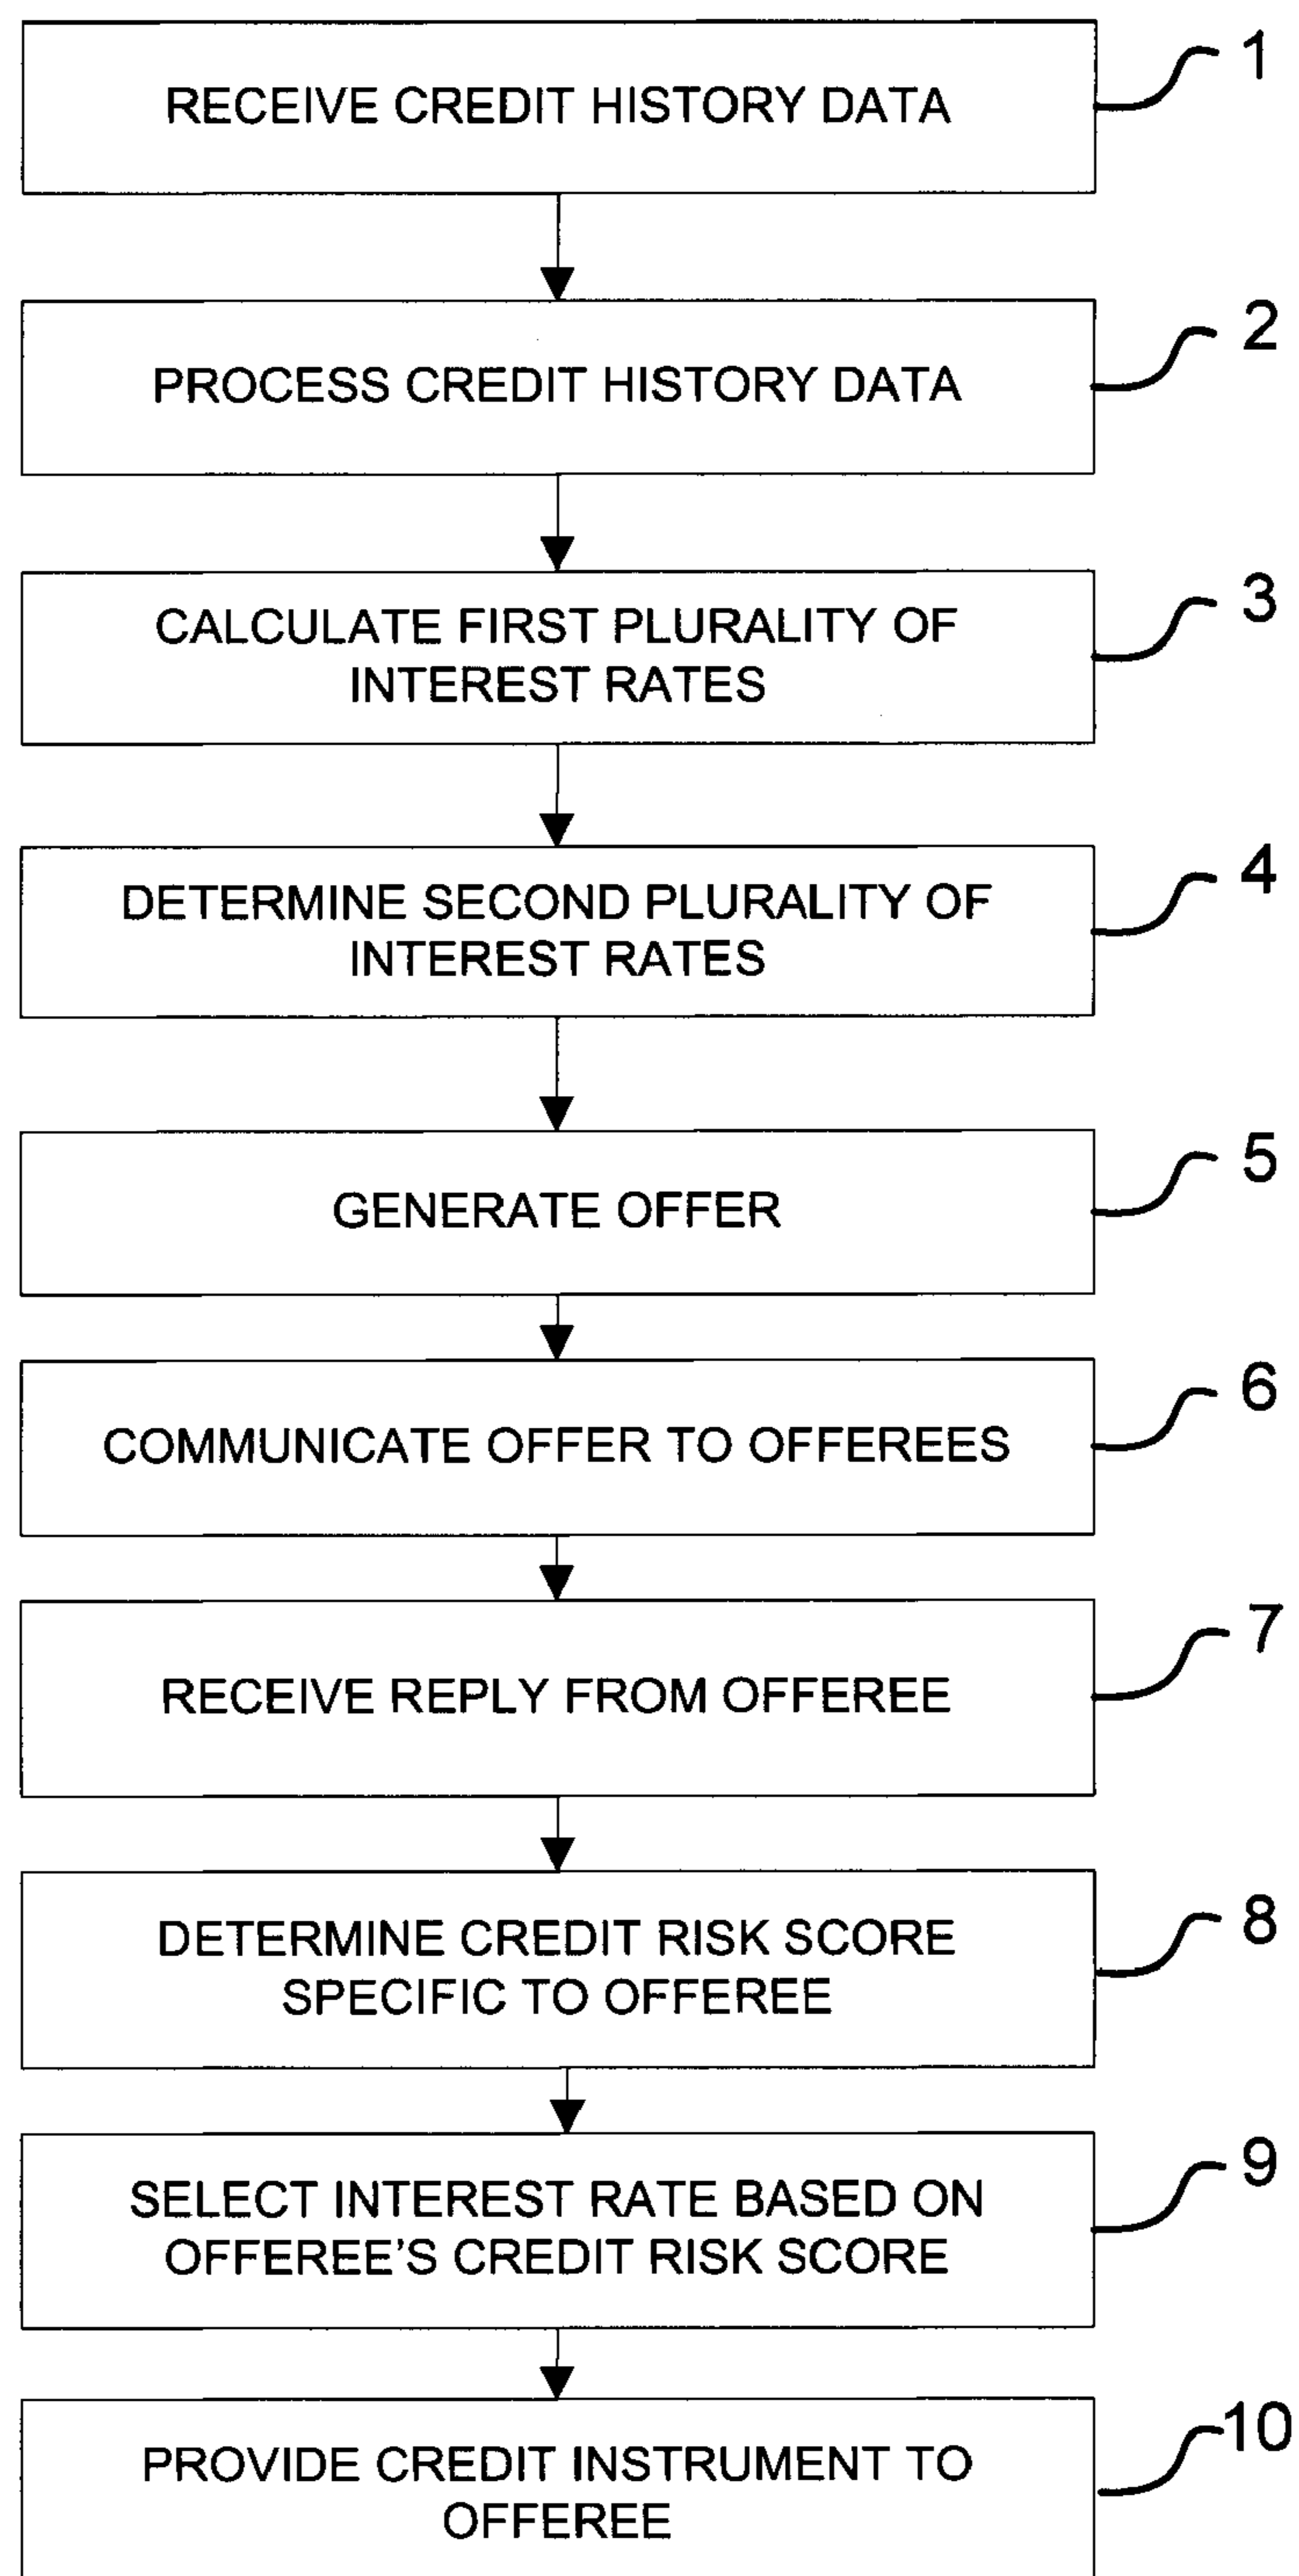 RECEIVE CREDIT HISTORY DATA
1
PROCESS CREDIT HISTORY DATA
2
CALCULATE FIRST PLURALITY OF
INTEREST RATES
3
DETERMINE SECOND PLURALITY OF
INTEREST RATES
4
GENERATE OFFER
5
COMMUNICATE OFFER TO OFFEREES
6
RECEIVE REPLY FROM OFFEREE
7
DETERMINE CREDIT RISK SCORE
SPECIFIC TO OFFEREE
8
SELECT INTEREST RATE BASED ON
OFFEREE'S CREDIT RISK SCORE
9
PROVIDE CREDIT INSTRUMENT TO
OFFEREE
10